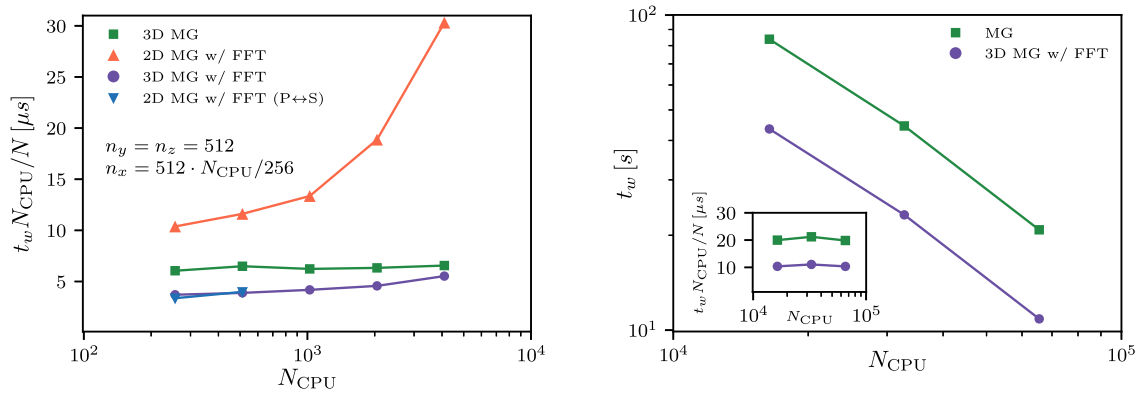 30
25
20
15
10
5
t_w N_CPU/N [μs]
3D MG
2D MG w/ FFT
3D MG w/ FFT
2D MG w/ FFT (P↔S)
n_y = n_z = 512
n_x = 512 · N_CPU/256
10^2
10^3
10^4
N_CPU
10^2
10^1
t_w [s]
MG
3D MG w/ FFT
30
20
10
t_w N_CPU/N [μs]
10^4
N_CPU
10^5
10^4
N_CPU
10^5